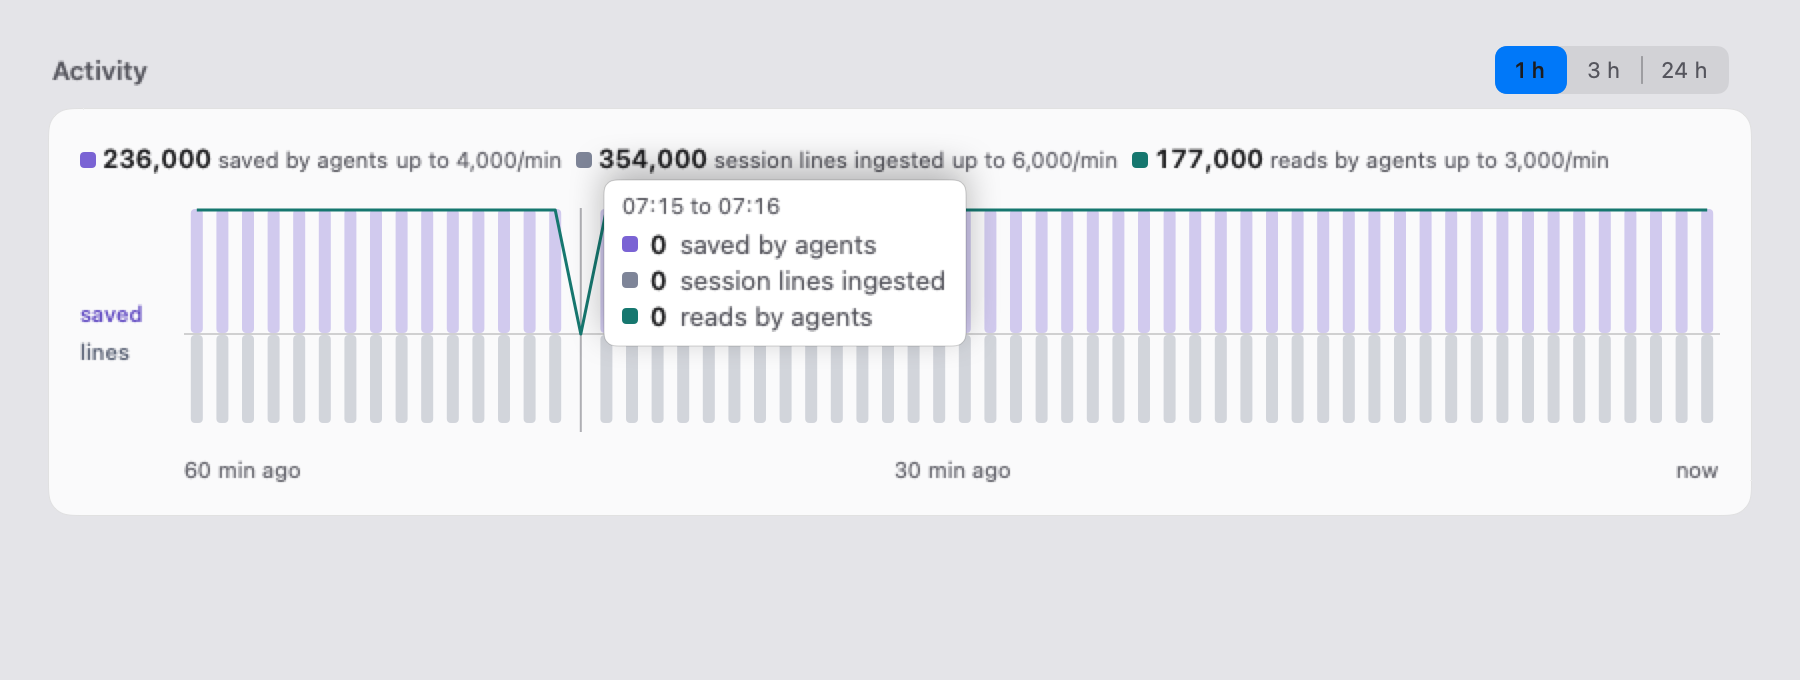 Activity
1 h 3 h 24 h
236,000 saved by agents up to 4,000/min 354,000 session lines ingested up to 6,000/min 177,000 reads by agents up to 3,000/min
07:15 to 07:16
0 saved by agents
0 session lines ingested
0 reads by agents
saved
lines
60 min ago 30 min ago now